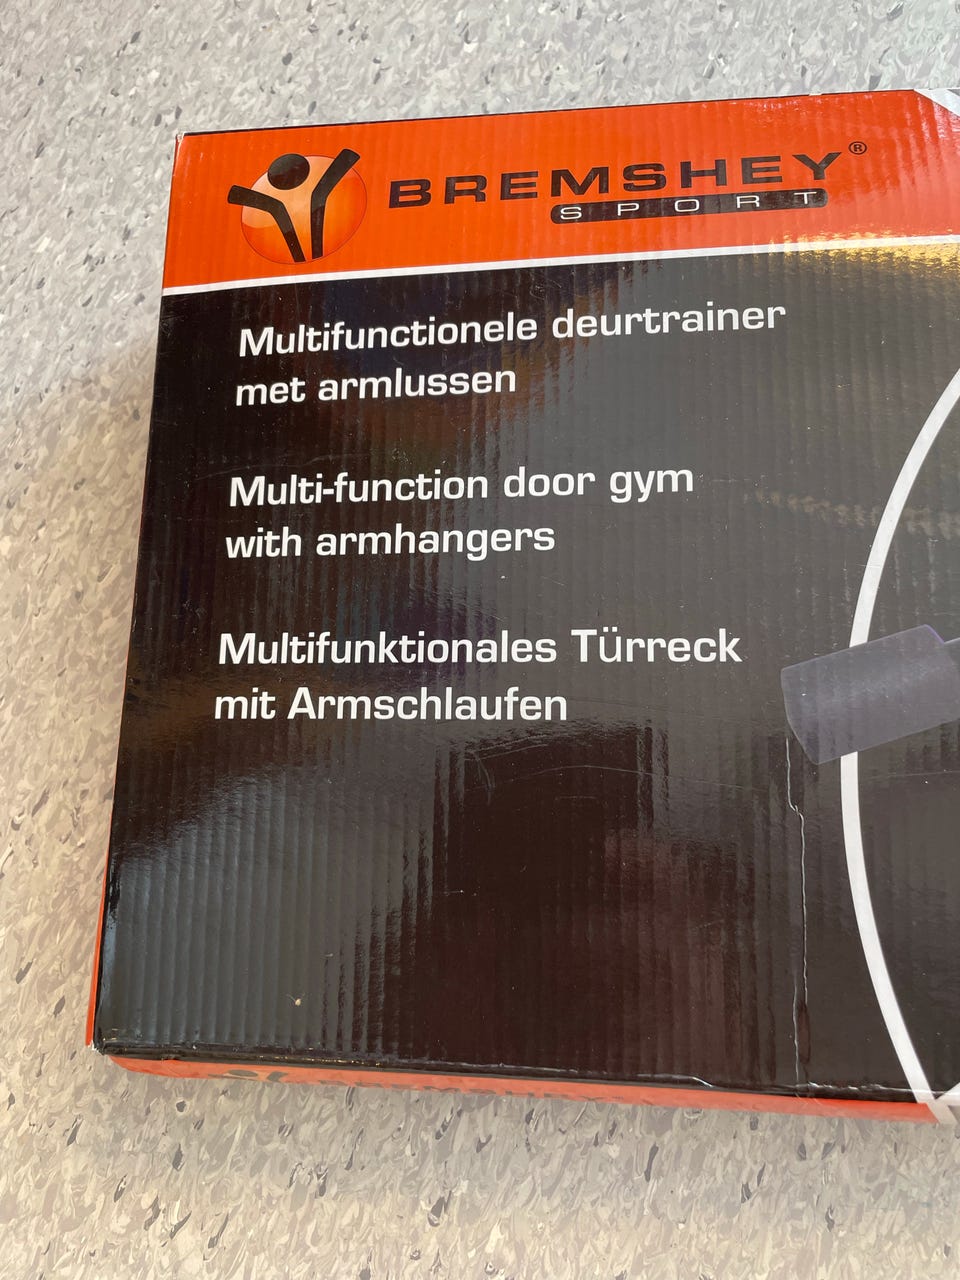 BREMSHEY®
SPORT
Multifunctionele deurtrainer
met armlussen
Multi-function door gym
with armhangers
Multifunktionales Türreck
mit Armschlaufen